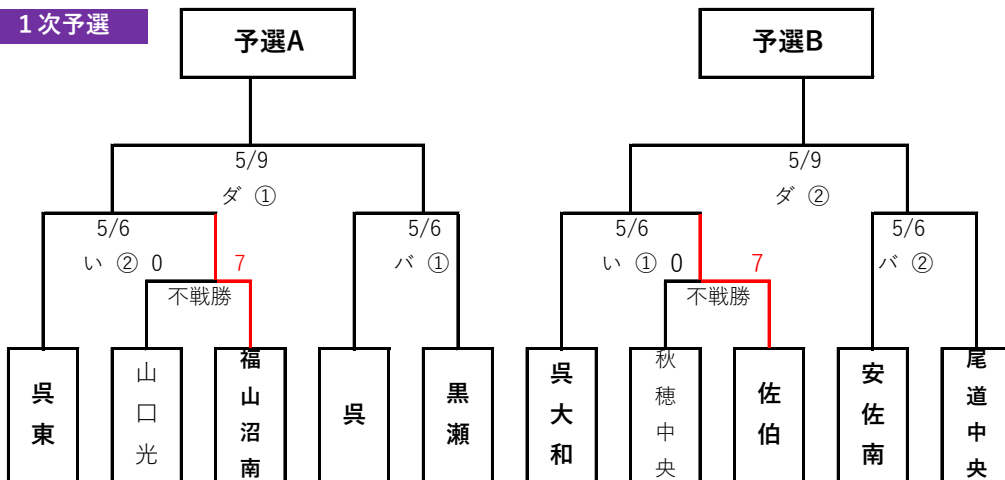 1次予選
予選A
予選B
5/9
ダ ①
5/9
ダ ②
5/6
い ② 0
7
不戦勝
5/6
バ ①
5/6
い ① 0
7
不戦勝
5/6
バ ②
呉東
山口光
福山沼南
呉
黒瀬
呉大和
秋穂中央
佐伯
安佐南
尾道中央